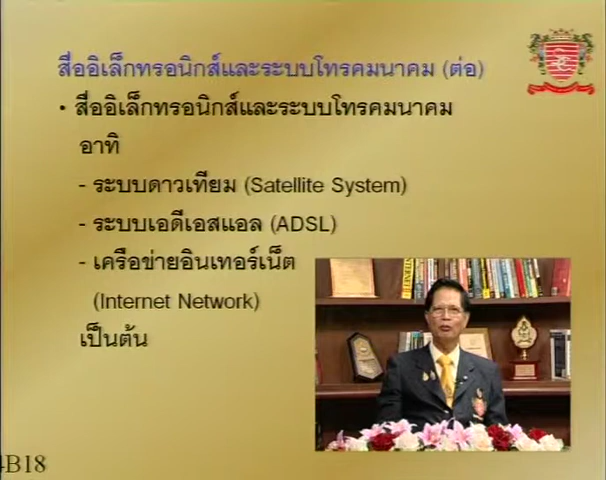 สื่ออิเล็กทรอนิกส์และระบบโทรคมนาคม (ต่อ)
• สื่ออิเล็กทรอนิกส์และระบบโทรคมนาคม
อาทิ
- ระบบดาวเทียม (Satellite System)
- ระบบเอดีเอสแอล (ADSL)
- เครือข่ายอินเทอร์เน็ต
(Internet Network)
เป็นต้น
INTERNET
4B18